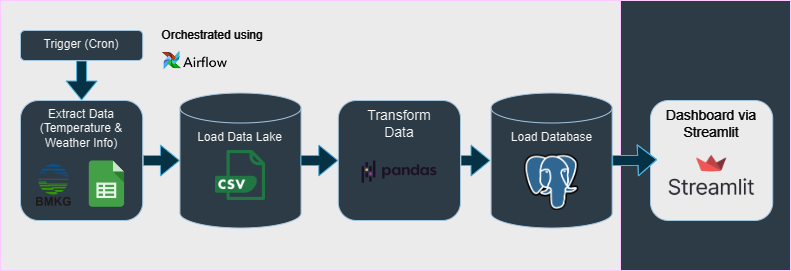 Trigger (Cron)
Orchestrated using
Airflow
Extract Data
(Temperature &
Weather Info)
BMKG
Load Data Lake
CSV
Transform
Data
pandas
Load Database
Dashboard via
Streamlit
Streamlit